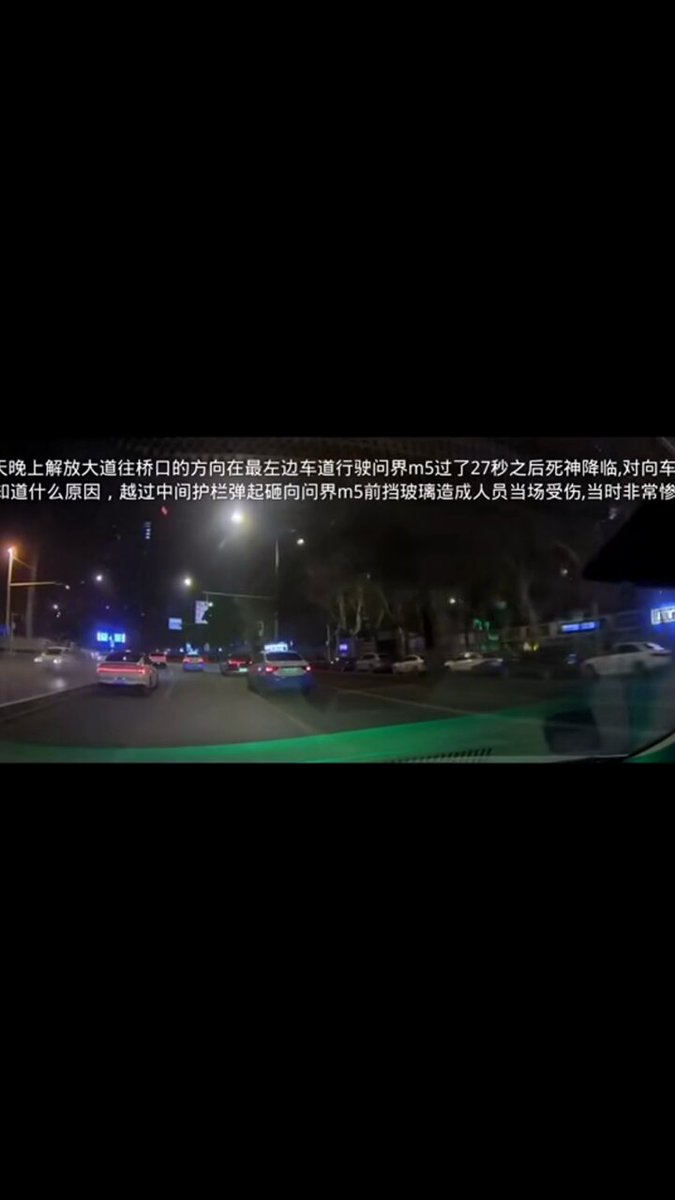 天晚上解放大道往桥口的方向在最左边车道行驶问界m5过了27秒之后死神降临,对向车
知道什么原因，越过中间护栏弹起砸向问界m5前挡玻璃造成人员当场受伤,当时非常惨